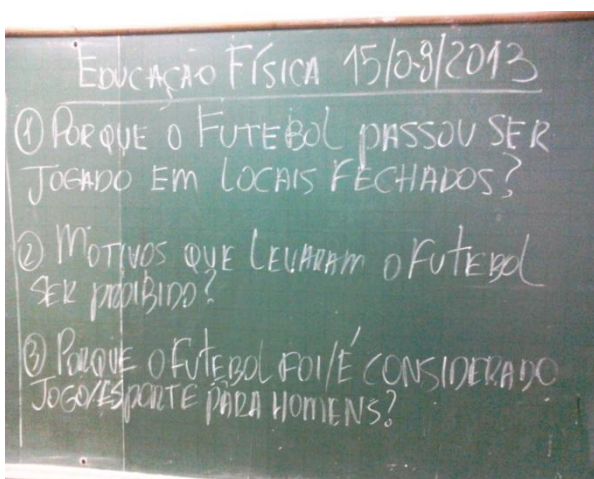 EDUCAÇÃO FÍSICA 15/08/2013
① PORQUE O FUTEBOL PASSOU SER
JOGADO EM LOCAIS FECHADOS?
② MOTIVOS QUE LEVARAM O FUTEBOL
SER PROIBIDO?
③ PORQUE O FUTEBOL FOI/É CONSIDERADO
JOGO/ESPORTE PARA HOMENS?